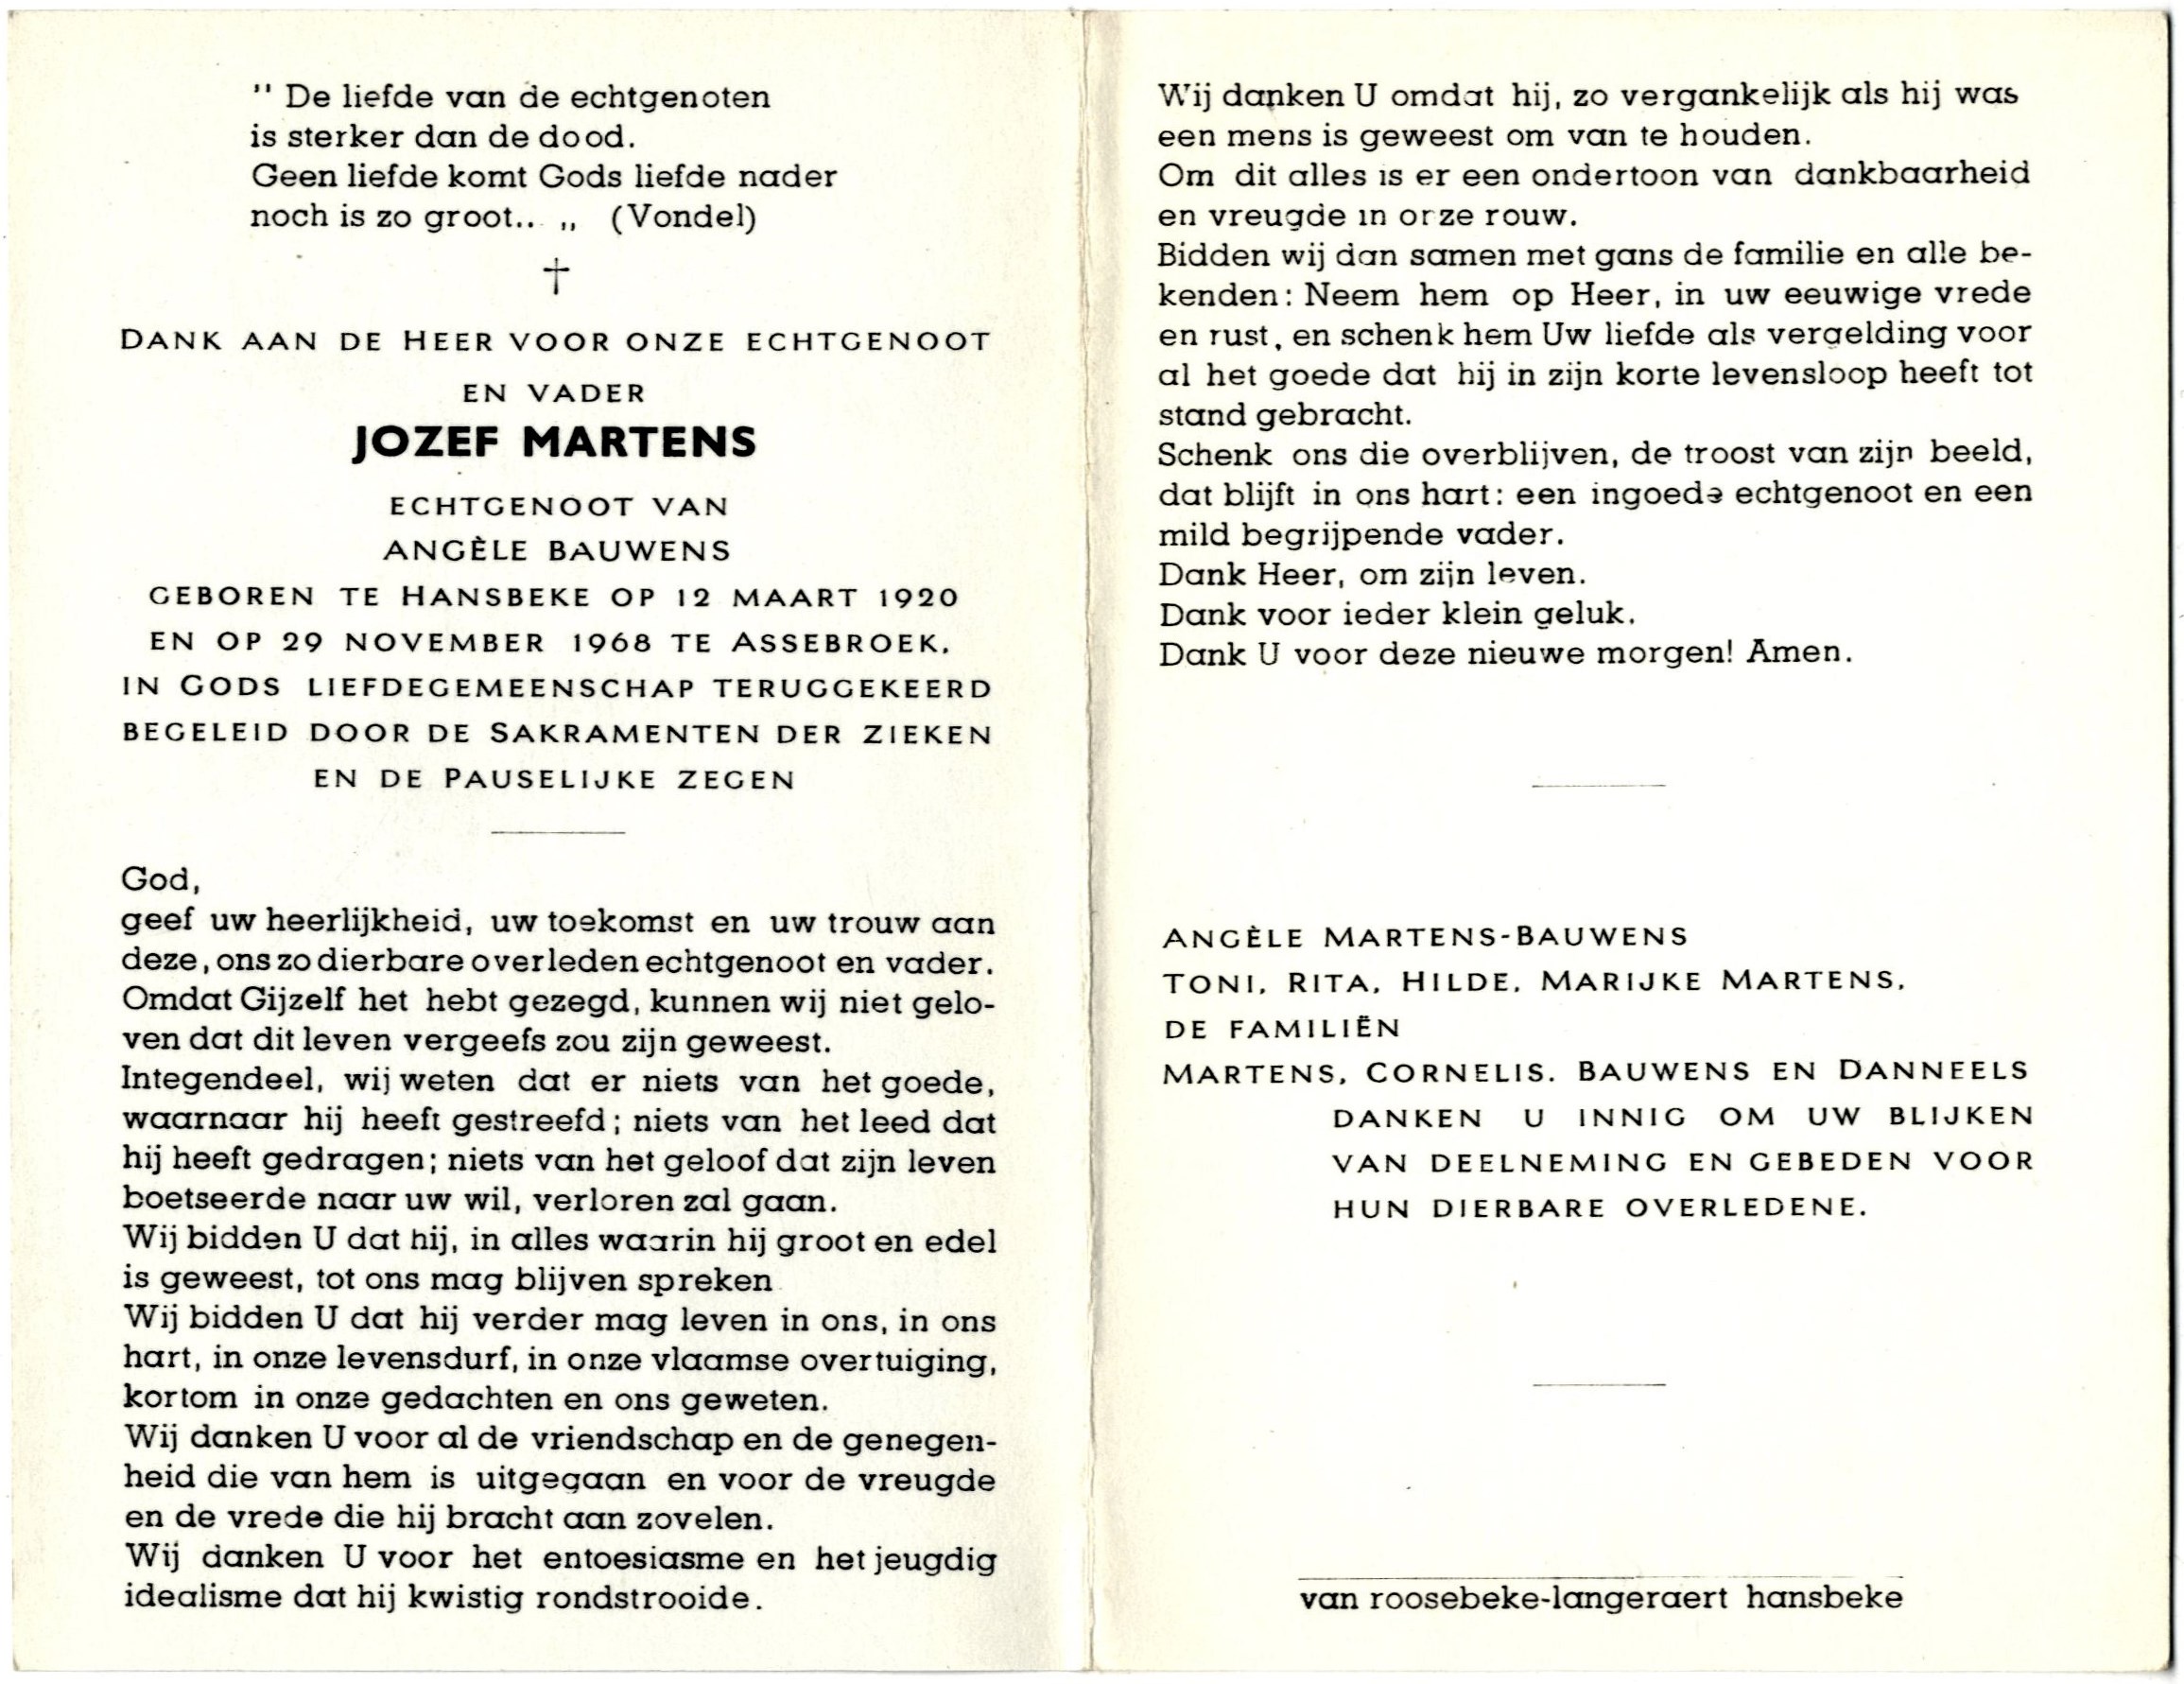 " De liefde van de echtgenoten
is sterker dan de dood.
Geen liefde komt Gods liefde nader
noch is zo groot... „ (Vondel)
†
DANK AAN DE HEER VOOR ONZE ECHTGENOOT
EN VADER
JOZEF MARTENS
ECHTGENOOT VAN
ANGÈLE BAUWENS
GEBOREN TE HANSBEKE OP 12 MAART 1920
EN OP 29 NOVEMBER 1968 TE ASSEBROEK.
IN GODS LIEFDEGEMEENSCHAP TERUGGEKEERD
BEGELEID DOOR DE SAKRAMENTEN DER ZIEKEN
EN DE PAUSELIJKE ZEGEN
God,
geef uw heerlijkheid, uw toekomst en uw trouw aan
deze, ons zo dierbare overleden echtgenoot en vader.
Omdat Gijzelf het hebt gezegd, kunnen wij niet gelo-
ven dat dit leven vergeefs zou zijn geweest.
Integendeel, wij weten dat er niets van het goede,
waarnaar hij heeft gestreefd; niets van het leed dat
hij heeft gedragen; niets van het geloof dat zijn leven
boetseerde naar uw wil, verloren zal gaan.
Wij bidden U dat hij, in alles waarin hij groot en edel
is geweest, tot ons mag blijven spreken.
Wij bidden U dat hij verder mag leven in ons, in ons
hart, in onze levensdurf, in onze vlaamse overtuiging,
kortom in onze gedachten en ons geweten.
Wij danken U voor al de vriendschap en de genegen-
heid die van hem is uitgegaan en voor de vreugde
en de vrede die hij bracht aan zovelen.
Wij danken U voor het entoesiasme en het jeugdig
idealisme dat hij kwistig rondstrooide.
Wij danken U omdat hij, zo vergankelijk als hij was
een mens is geweest om van te houden.
Om dit alles is er een ondertoon van dankbaarheid
en vreugde in onze rouw.
Bidden wij dan samen met gans de familie en alle be-
kenden: Neem hem op Heer, in uw eeuwige vrede
en rust, en schenk hem Uw liefde als vergelding voor
al het goede dat hij in zijn korte levensloop heeft tot
stand gebracht.
Schenk ons die overblijven, de troost van zijn beeld,
dat blijft in ons hart: een ingoede echtgenoot en een
mild begrijpende vader.
Dank Heer, om zijn leven.
Dank voor ieder klein geluk.
Dank U voor deze nieuwe morgen! Amen.
ANGÈLE MARTENS-BAUWENS
TONI, RITA, HILDE, MARIJKE MARTENS,
DE FAMILIËN
MARTENS, CORNELIS. BAUWENS EN DANNEELS
DANKEN U INNIG OM UW BLIJKEN
VAN DEELNEMING EN GEBEDEN VOOR
HUN DIERBARE OVERLEDENE.
van roosebeke-langeraert hansbeke